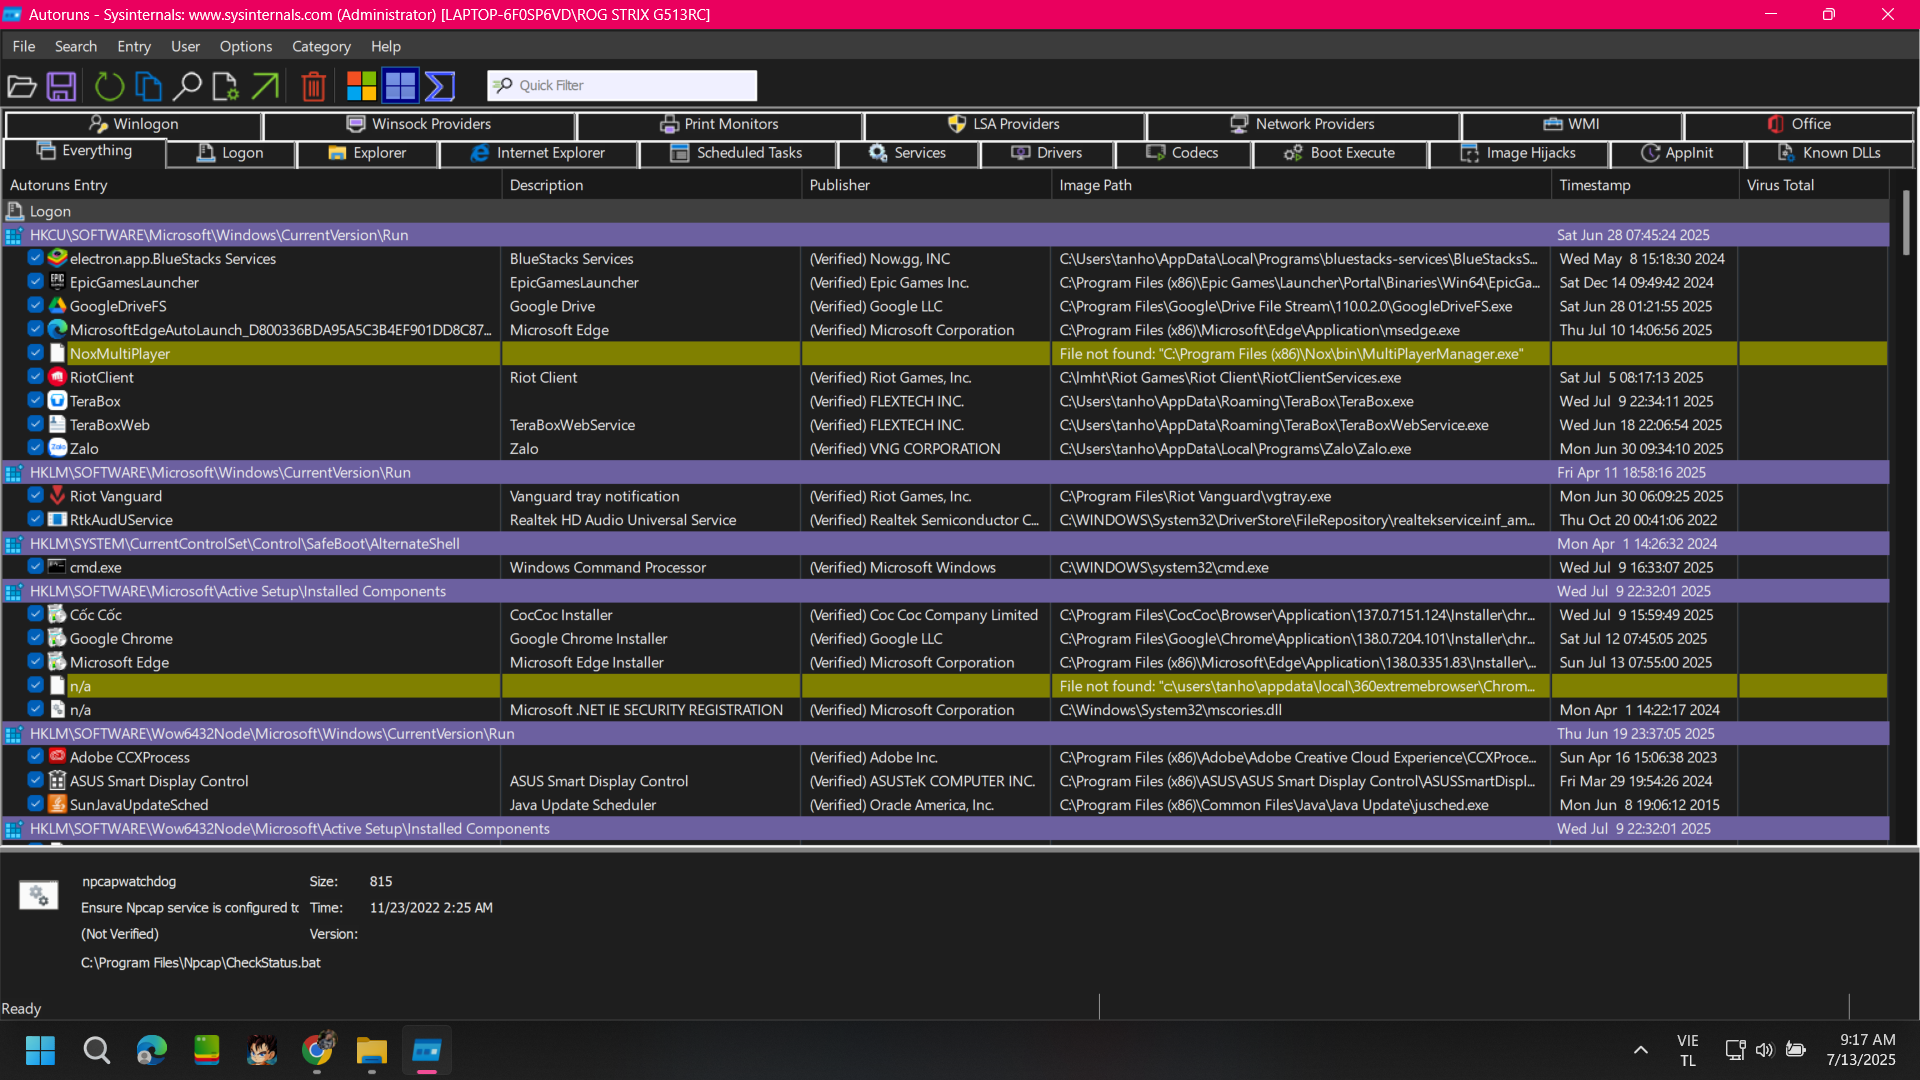 Autoruns - Sysinternals: www.sysinternals.com (Administrator) [LAPTOP-6F0SP6VD\ROG STRIX G513RC]
File Search Entry User Options Category Help
Quick Filter
Winlogon Winsock Providers Print Monitors LSA Providers Network Providers WMI Office
Everything Logon Explorer Internet Explorer Scheduled Tasks Services Drivers Codecs Boot Execute Image Hijacks AppInit Known DLLs
Autoruns Entry Description Publisher Image Path Timestamp Virus Total
Logon
HKCU\SOFTWARE\Microsoft\Windows\CurrentVersion\Run Sat Jun 28 07:45:24 2025
electron.app.BlueStacks Services BlueStacks Services (Verified) Now.gg, INC C:\Users\tanho\AppData\Local\Programs\bluestacks-services\BlueStacksS... Wed May 8 15:18:30 2024
EPIC EpicGamesLauncher EpicGamesLauncher (Verified) Epic Games Inc. C:\Program Files (x86)\Epic Games\Launcher\Portal\Binaries\Win64\EpicGa... Sat Dec 14 09:49:42 2024
GoogleDriveFS Google Drive (Verified) Google LLC C:\Program Files\Google\Drive File Stream\110.0.2.0\GoogleDriveFS.exe Sat Jun 28 01:21:55 2025
MicrosoftEdgeAutoLaunch_D800336BDA95A5C3B4EF901DD8C87... Microsoft Edge (Verified) Microsoft Corporation C:\Program Files (x86)\Microsoft\Edge\Application\msedge.exe Thu Jul 10 14:06:56 2025
NoxMultiPlayer File not found: "C:\Program Files (x86)\Nox\bin\MultiPlayerManager.exe"
RiotClient Riot Client (Verified) Riot Games, Inc. C:\lmht\Riot Games\Riot Client\RiotClientServices.exe Sat Jul 5 08:17:13 2025
TeraBox (Verified) FLEXTECH INC. C:\Users\tanho\AppData\Roaming\TeraBox\TeraBox.exe Wed Jul 9 22:34:11 2025
TeraBoxWeb TeraBoxWebService (Verified) FLEXTECH INC. C:\Users\tanho\AppData\Roaming\TeraBox\TeraBoxWebService.exe Wed Jun 18 22:06:54 2025
Zalo Zalo Zalo (Verified) VNG CORPORATION C:\Users\tanho\AppData\Local\Programs\Zalo\Zalo.exe Mon Jun 30 09:34:10 2025
HKLM\SOFTWARE\Microsoft\Windows\CurrentVersion\Run Fri Apr 11 18:58:16 2025
Riot Vanguard Vanguard tray notification (Verified) Riot Games, Inc. C:\Program Files\Riot Vanguard\vgtray.exe Mon Jun 30 06:09:25 2025
RtkAudUService Realtek HD Audio Universal Service (Verified) Realtek Semiconductor C... C:\WINDOWS\System32\DriverStore\FileRepository\realtekservice.inf_am... Thu Oct 20 00:41:06 2022
HKLM\SYSTEM\CurrentControlSet\Control\SafeBoot\AlternateShell Mon Apr 1 14:26:32 2024
cmd.exe Windows Command Processor (Verified) Microsoft Windows C:\WINDOWS\system32\cmd.exe Wed Jul 9 16:33:07 2025
HKLM\SOFTWARE\Microsoft\Active Setup\Installed Components Wed Jul 9 22:32:01 2025
Cốc Cốc CocCoc Installer (Verified) Coc Coc Company Limited C:\Program Files\CocCoc\Browser\Application\137.0.7151.124\Installer\chr... Wed Jul 9 15:59:49 2025
Google Chrome Google Chrome Installer (Verified) Google LLC C:\Program Files\Google\Chrome\Application\138.0.7204.101\Installer\chr... Sat Jul 12 07:45:05 2025
Microsoft Edge Microsoft Edge Installer (Verified) Microsoft Corporation C:\Program Files (x86)\Microsoft\Edge\Application\138.0.3351.83\Installer\... Sun Jul 13 07:55:00 2025
n/a File not found: "c:\users\tanho\appdata\local\360extremebrowser\Chrom...
n/a Microsoft .NET IE SECURITY REGISTRATION (Verified) Microsoft Corporation C:\Windows\System32\mscories.dll Mon Apr 1 14:22:17 2024
HKLM\SOFTWARE\Wow6432Node\Microsoft\Windows\CurrentVersion\Run Thu Jun 19 23:37:05 2025
Adobe CCXProcess (Verified) Adobe Inc. C:\Program Files (x86)\Adobe\Adobe Creative Cloud Experience\CCXProce... Sun Apr 16 15:06:38 2023
ASUS Smart Display Control ASUS Smart Display Control (Verified) ASUSTeK COMPUTER INC. C:\Program Files (x86)\ASUS\ASUS Smart Display Control\ASUSSmartDispl... Fri Mar 29 19:54:26 2024
SunJavaUpdateSched Java Update Scheduler (Verified) Oracle America, Inc. C:\Program Files (x86)\Common Files\Java\Java Update\jusched.exe Mon Jun 8 19:06:12 2015
HKLM\SOFTWARE\Wow6432Node\Microsoft\Active Setup\Installed Components Wed Jul 9 22:32:01 2025
npcapwatchdog Size: 815
Ensure Npcap service is configured tc Time: 11/23/2022 2:25 AM
(Not Verified) Version:
C:\Program Files\Npcap\CheckStatus.bat
Ready
VIE 9:17 AM
TL 7/13/2025